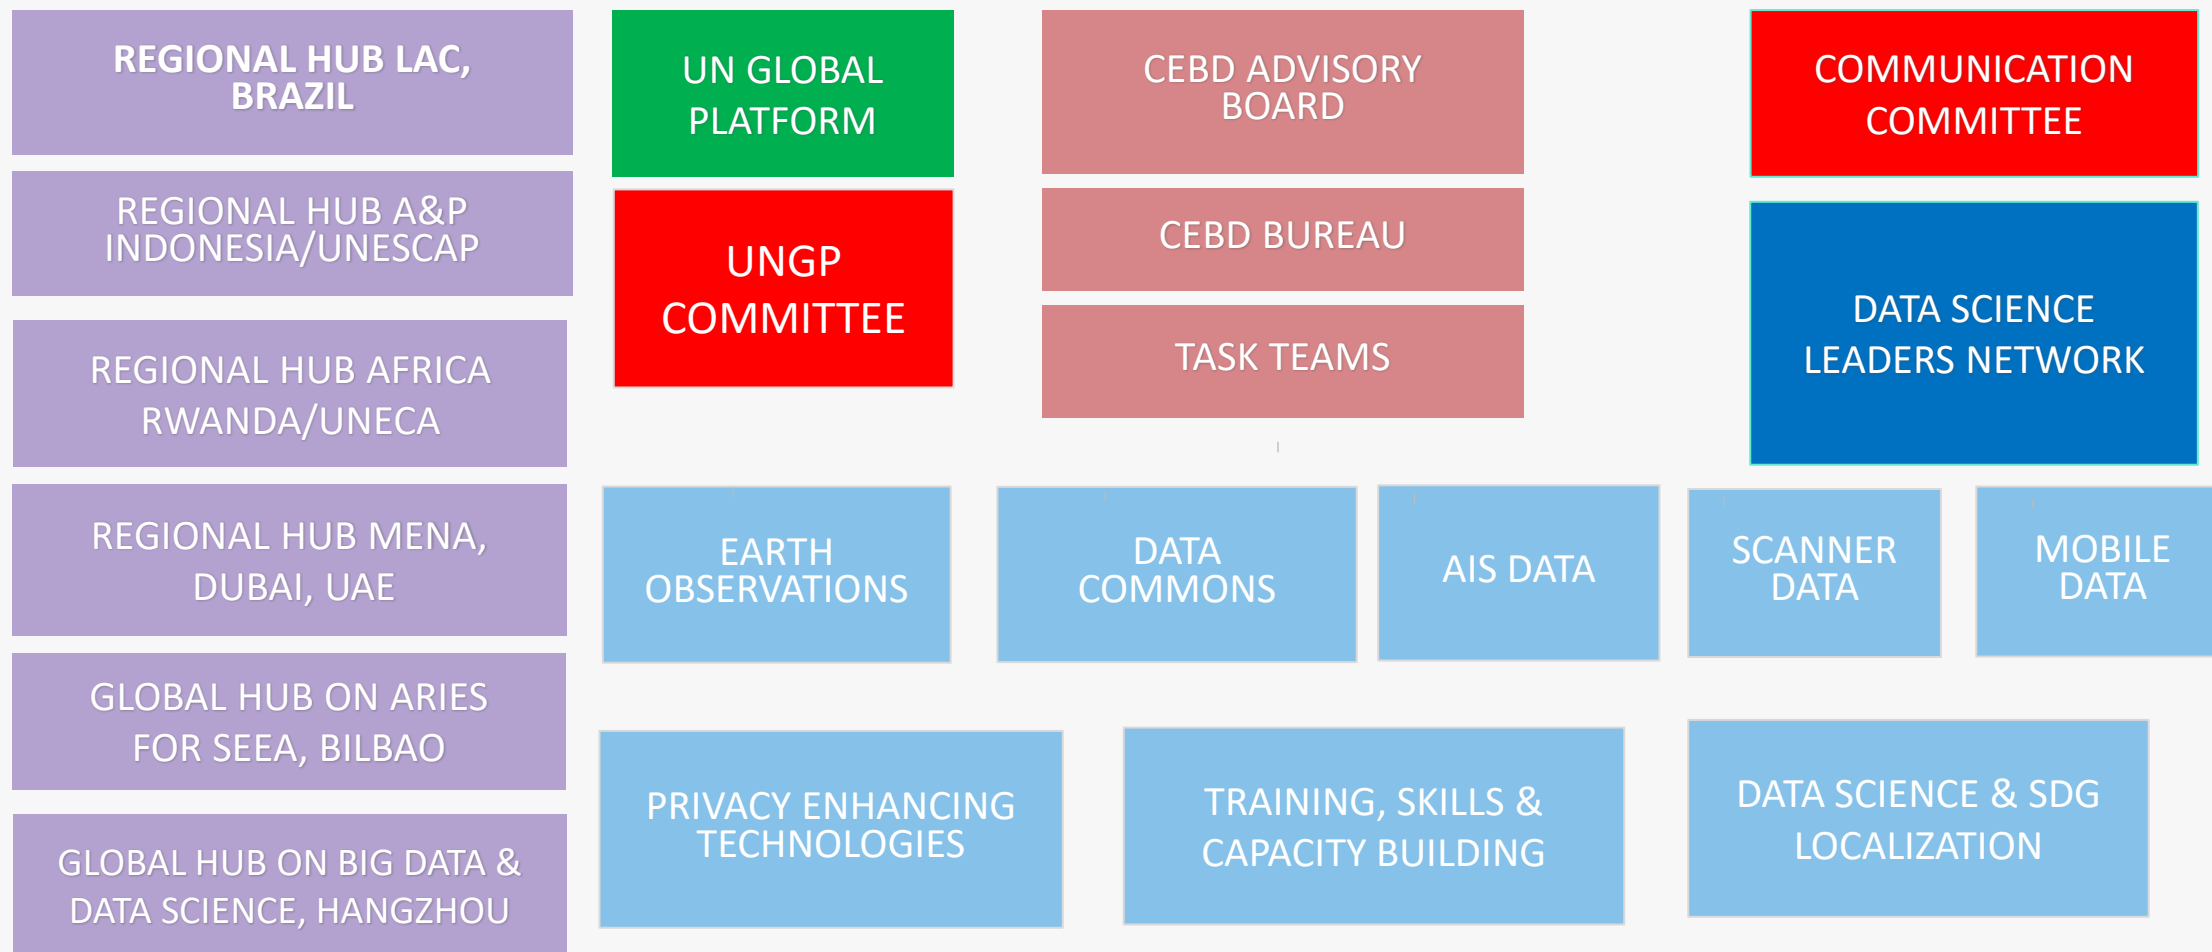 REGIONAL HUB LAC,
BRAZIL
REGIONAL HUB A&P
INDONESIA/UNESCAP
REGIONAL HUB AFRICA
RWANDA/UNECA
REGIONAL HUB MENA,
DUBAI, UAE
GLOBAL HUB ON ARIES
FOR SEEA, BILBAO
GLOBAL HUB ON BIG DATA &
DATA SCIENCE, HANGZHOU
UN GLOBAL
PLATFORM
UNGP
COMMITTEE
CEBD ADVISORY
BOARD
CEBD BUREAU
TASK TEAMS
COMMUNICATION
COMMITTEE
DATA SCIENCE
LEADERS NETWORK
EARTH
OBSERVATIONS
DATA
COMMONS
AIS DATA
SCANNER
DATA
MOBILE
DATA
PRIVACY ENHANCING
TECHNOLOGIES
TRAINING, SKILLS &
CAPACITY BUILDING
DATA SCIENCE & SDG
LOCALIZATION